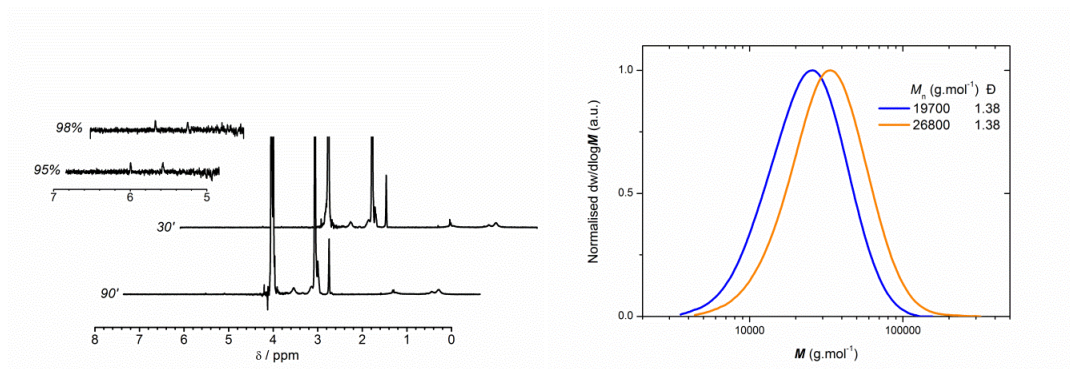 98%
95%
7 6 5
30'
90'
8 7 6 5 4 3 2 1 0
δ / ppm
Normalised dw/dlogM (a.u.)
1.0
0.5
0.0
Mn (g.mol-1) Đ
19700 1.38
26800 1.38
10000 100000
M (g.mol-1)